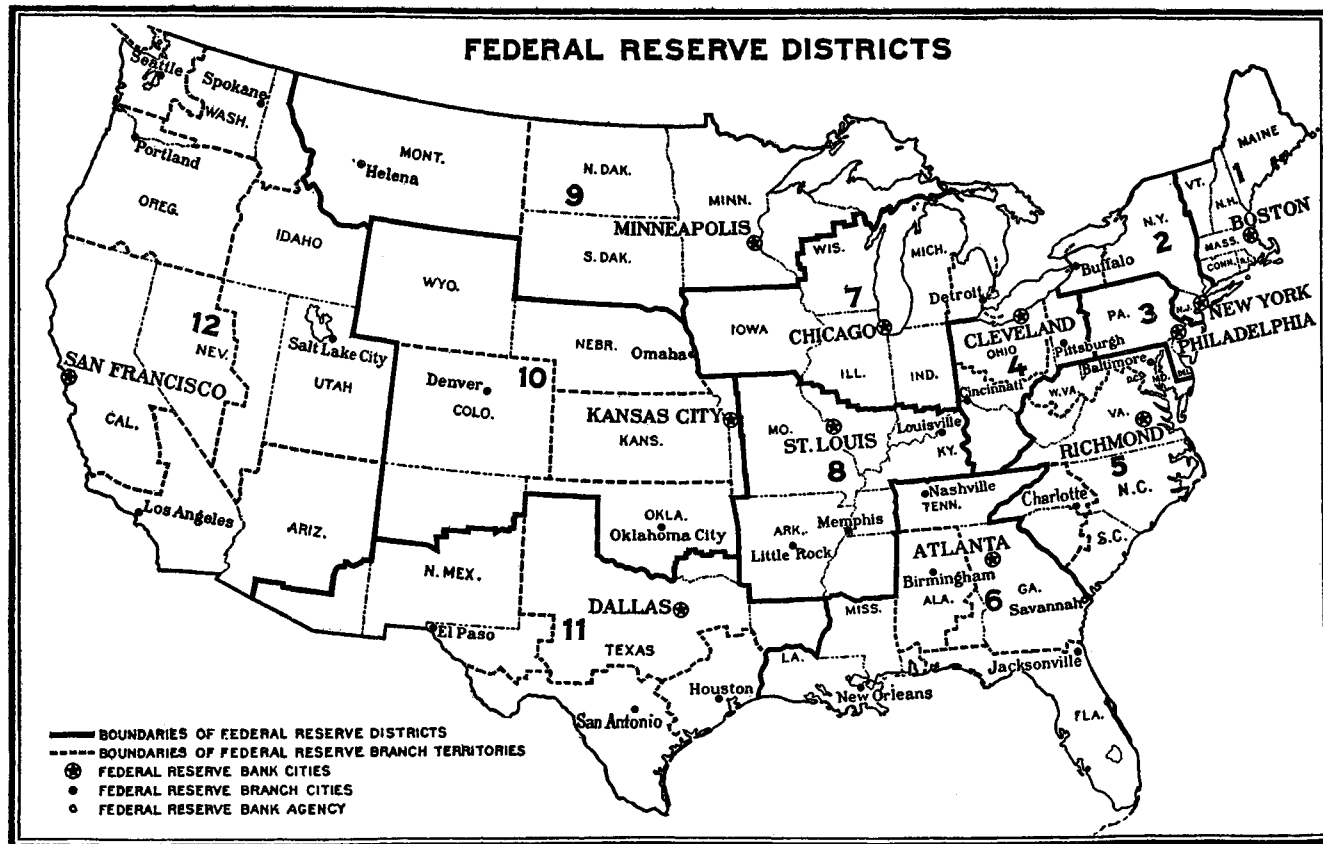 FEDERAL RESERVE DISTRICTS
Seattle
Spokane
WASH.
Portland
MONT.
Helena
N. DAK.
9
MINN.
MINNEAPOLIS
OREG.
IDAHO
S. DAK.
WIS.
MICH.
MAINE
VT.
1
N.H.
BOSTON
N.Y.
2
MASS.
CONN.
R.I.
Buffalo
WYO.
7
Detroit
12
NEV.
Salt Lake City
IOWA
CHICAGO
CLEVELAND
OHIO
4
PA.
3
N.J.
NEW YORK
PHILADELPHIA
Pittsburgh
Baltimore
NEBR.
Omaha
SAN FRANCISCO
UTAH
Denver
COLO.
10
ILL.
IND.
Cincinnati
W.VA.
D.C.
MD.
DEL.
CAL.
KANSAS CITY
KANS.
MO.
ST. LOUIS
8
Louisville
KY.
VA.
RICHMOND
5
N.C.
Los Angeles
ARIZ.
OKLA.
Oklahoma City
Nashville
TENN.
Charlotte
N. MEX.
ARK.
Little Rock
Memphis
ATLANTA
Birmingham
ALA.
6
GA.
Savannah
S.C.
El Paso
11
DALLAS
TEXAS
MISS.
LA.
Jacksonville
Houston
San Antonio
New Orleans
FLA.
BOUNDARIES OF FEDERAL RESERVE DISTRICTS
BOUNDARIES OF FEDERAL RESERVE BRANCH TERRITORIES
FEDERAL RESERVE BANK CITIES
FEDERAL RESERVE BRANCH CITIES
FEDERAL RESERVE BANK AGENCY